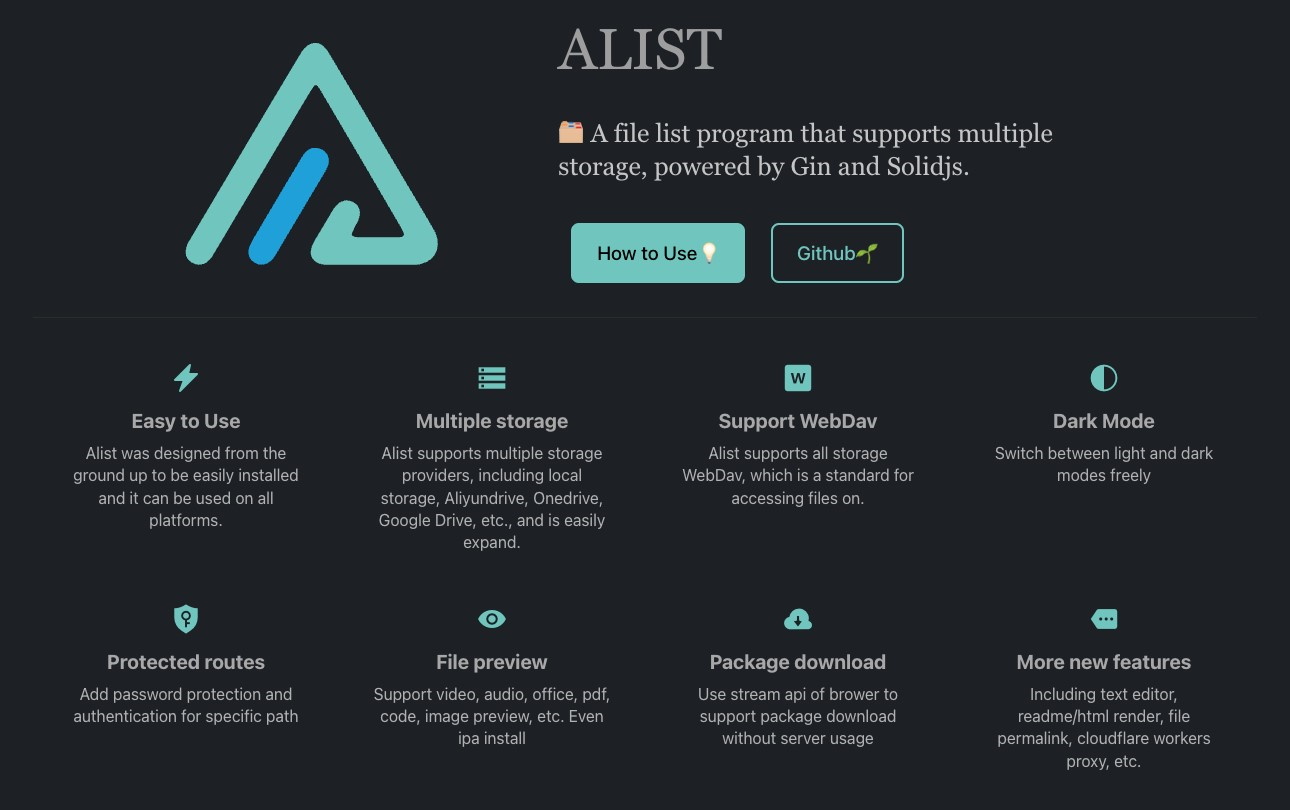 ALIST
🗂️ A file list program that supports multiple
storage, powered by Gin and Solidjs.
How to Use 💡
Github🌱
Easy to Use
Alist was designed from the
ground up to be easily installed
and it can be used on all
platforms.
Multiple storage
Alist supports multiple storage
providers, including local
storage, Aliyundrive, Onedrive,
Google Drive, etc., and is easily
expand.
W
Support WebDav
Alist supports all storage
WebDav, which is a standard for
accessing files on.
Dark Mode
Switch between light and dark
modes freely
Protected routes
Add password protection and
authentication for specific path
File preview
Support video, audio, office, pdf,
code, image preview, etc. Even
ipa install
Package download
Use stream api of brower to
support package download
without server usage
More new features
Including text editor,
readme/html render, file
permalink, cloudflare workers
proxy, etc.